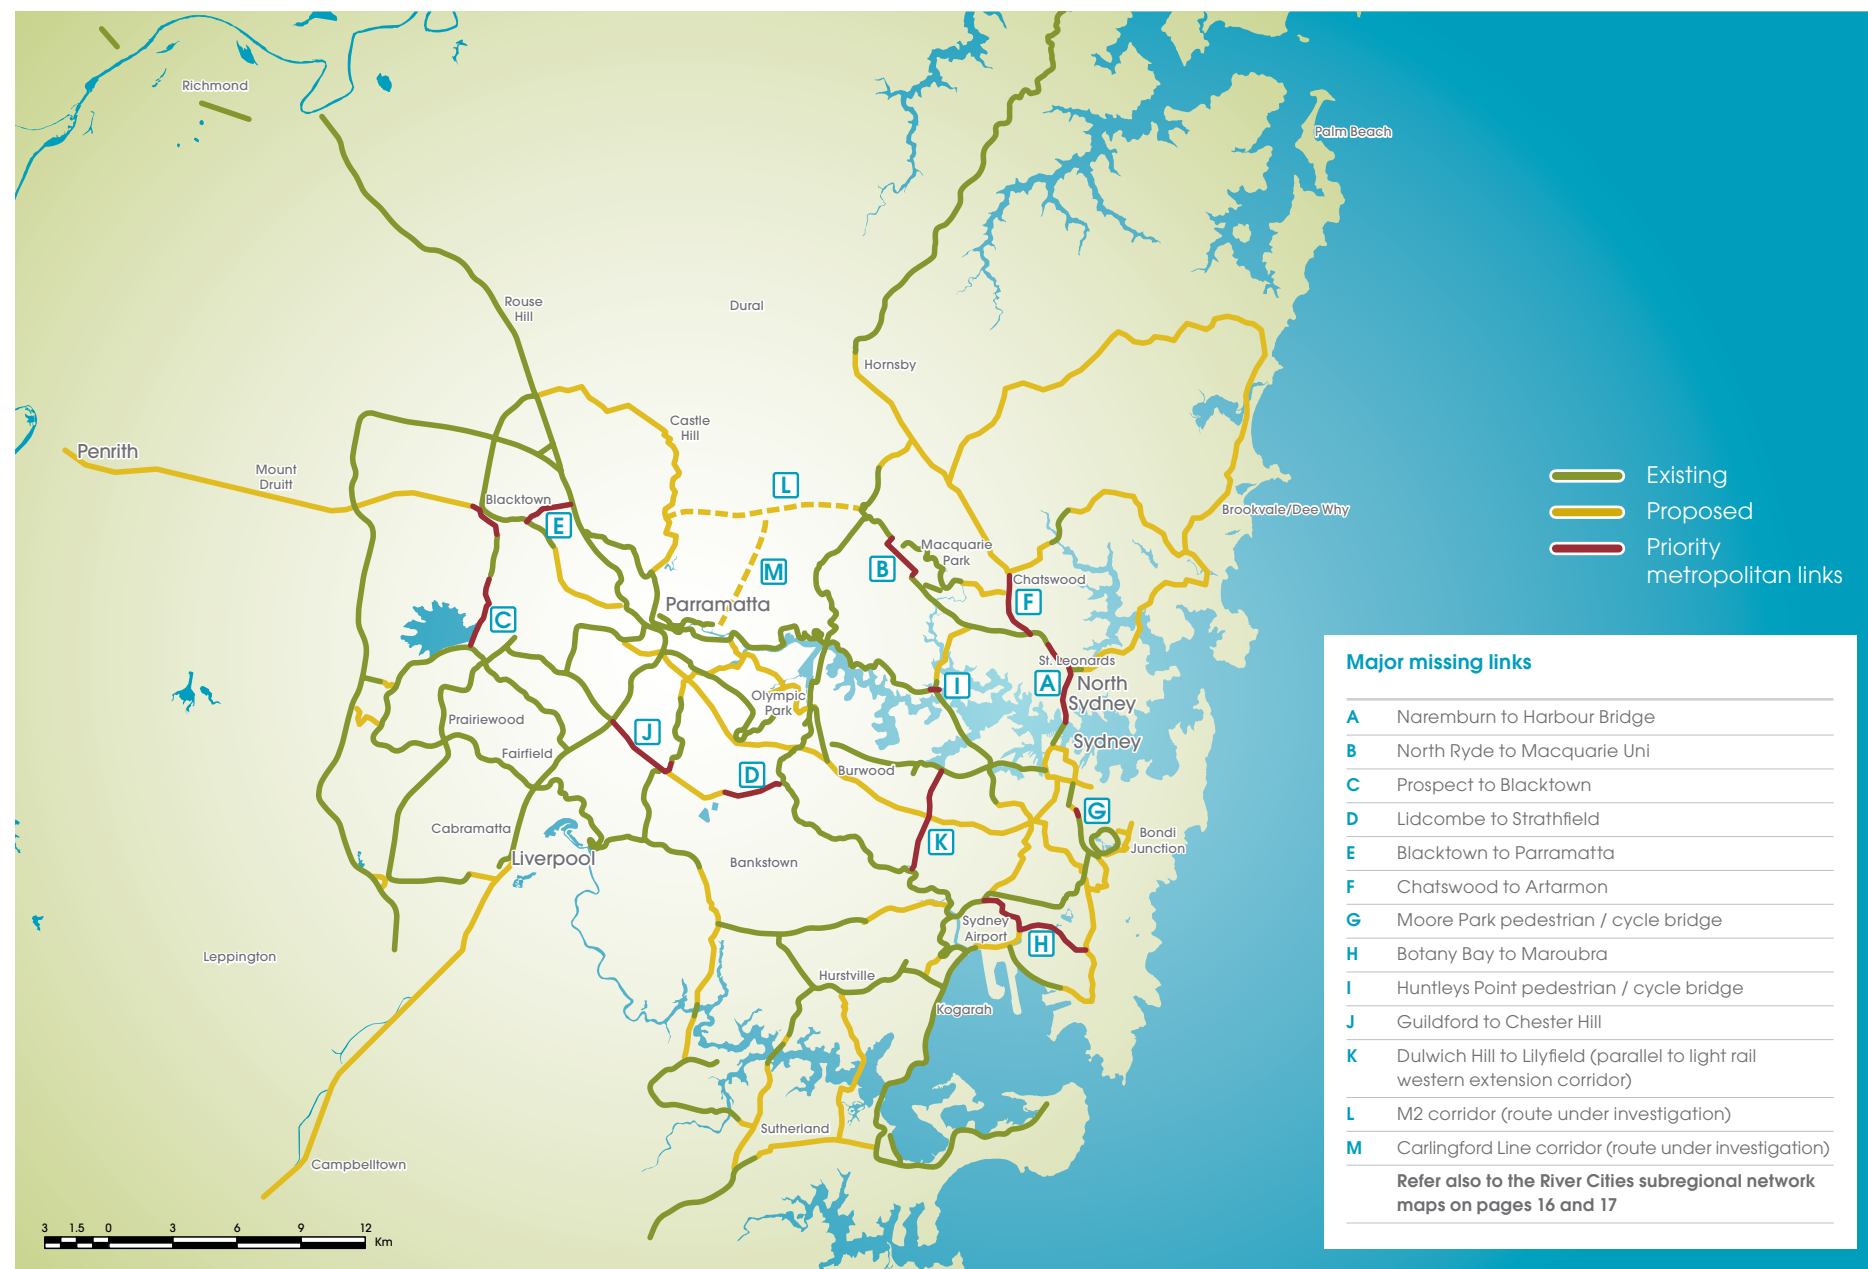 Richmond
Palm Beach
Rouse
Hill
Dural
Hornsby
Castle
Hill
Penrith
Mount
Druitt
Blacktown
L
E
Brookvale/Dee Why
Macquarie
Park
B
M
Chatswood
F
Parramatta
C
St. Leonards
A
North
Sydney
I
Olympic
Park
Prairiewood
J
Fairfield
Sydney
D
Burwood
G
Cabramatta
K
Bondi
Junction
Liverpool
Bankstown
Sydney
Airport
H
Leppington
Hurstville
Kogarah
Sutherland
Campbelltown
3 1.5 0 3 6 9 12
Km
Existing
Proposed
Priority
metropolitan links
Major missing links
A Naremburn to Harbour Bridge
B North Ryde to Macquarie Uni
C Prospect to Blacktown
D Lidcombe to Strathfield
E Blacktown to Parramatta
F Chatswood to Artarmon
G Moore Park pedestrian / cycle bridge
H Botany Bay to Maroubra
I Huntleys Point pedestrian / cycle bridge
J Guildford to Chester Hill
K Dulwich Hill to Lilyfield (parallel to light rail
western extension corridor)
L M2 corridor (route under investigation)
M Carlingford Line corridor (route under investigation)
Refer also to the River Cities subregional network
maps on pages 16 and 17